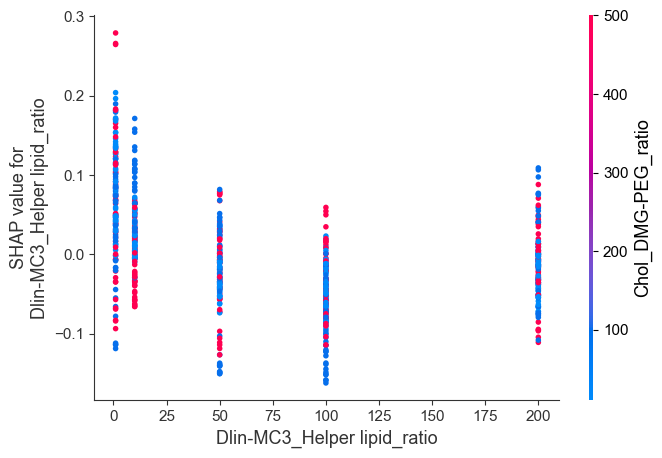 0.3
0.2
0.1
0.0
−0.1
SHAP value for
Dlin-MC3_Helper lipid_ratio
0 25 50 75 100 125 150 175 200
Dlin-MC3_Helper lipid_ratio
500
400
300
200
100
Chol_DMG-PEG_ratio